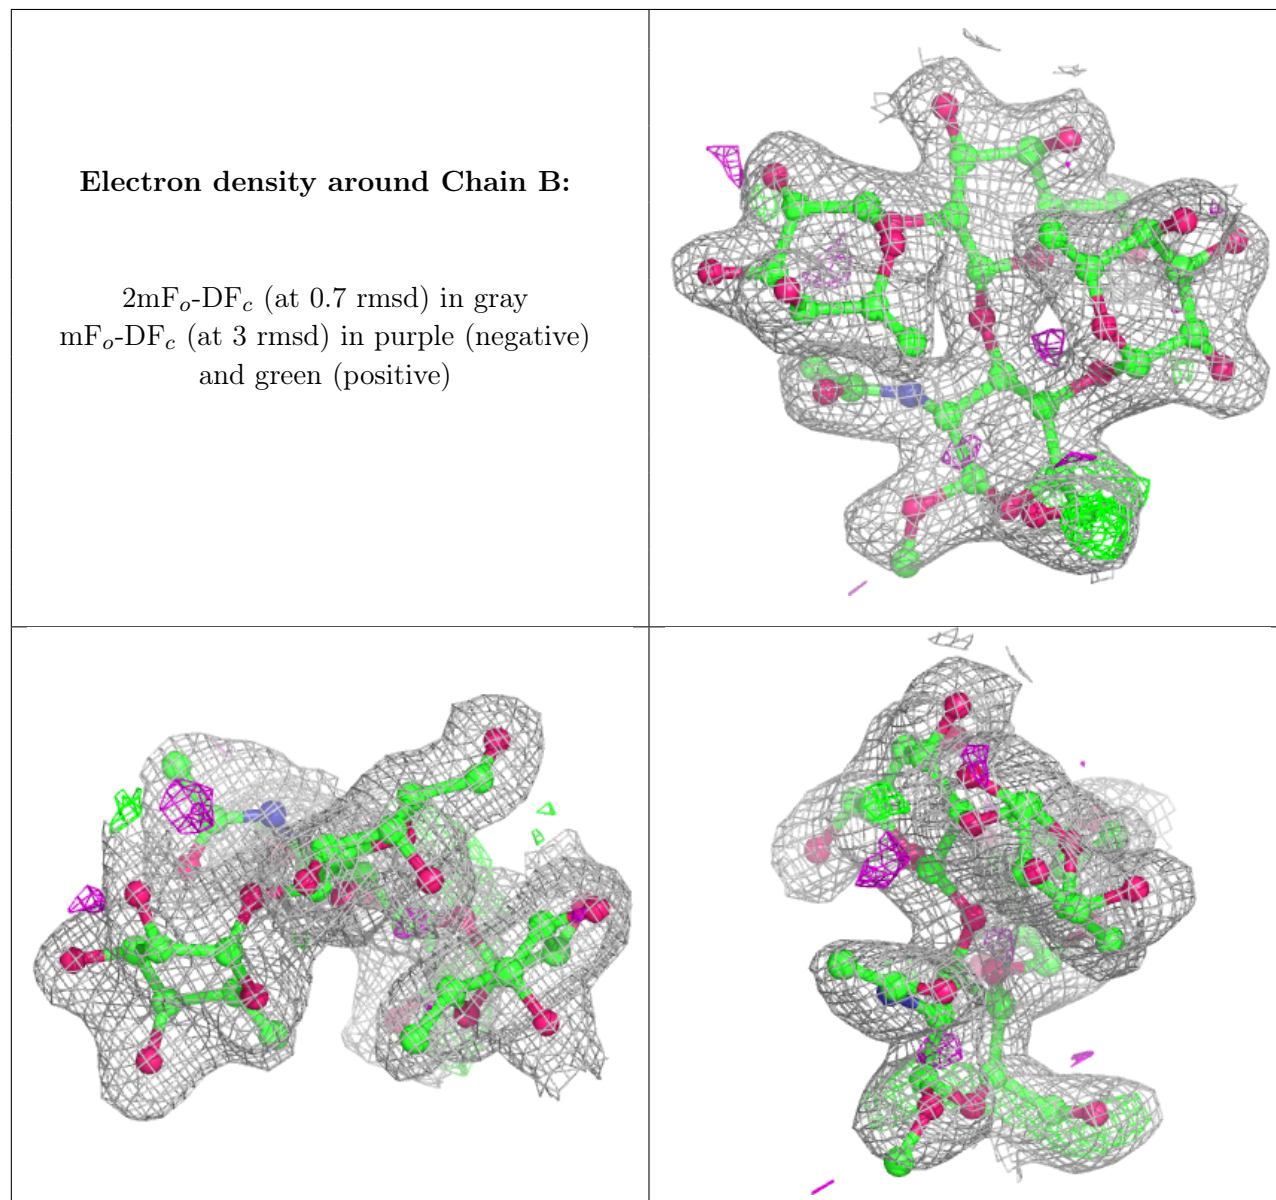 Electron density around Chain B:
2mFₒ-DF𝒸 (at 0.7 rmsd) in gray
mFₒ-DF𝒸 (at 3 rmsd) in purple (negative)
and green (positive)